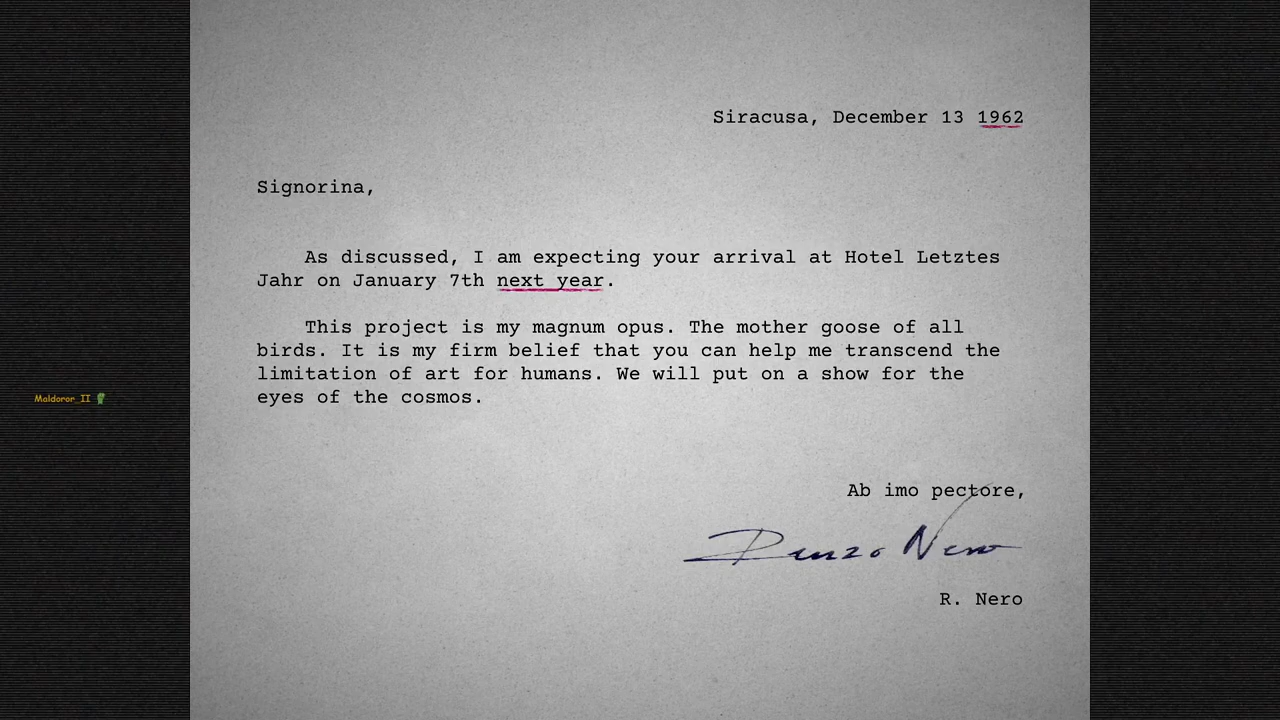 Siracusa, December 13 1962
Signorina,
As discussed, I am expecting your arrival at Hotel Letztes
Jahr on January 7th next year.
This project is my magnum opus. The mother goose of all
birds. It is my firm belief that you can help me transcend the
limitation of art for humans. We will put on a show for the
eyes of the cosmos.
Maldoror_II
Ab imo pectore,
Renzo Nero
R. Nero